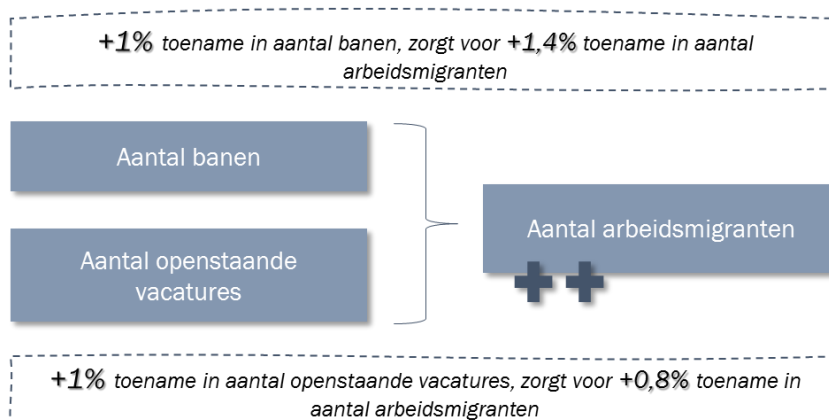 +1% toename in aantal banen, zorgt voor +1,4% toename in aantal
arbeidsmigranten
Aantal banen
Aantal arbeidsmigranten
Aantal openstaande
vacatures
+1% toename in aantal openstaande vacatures, zorgt voor +0,8% toename in
aantal arbeidsmigranten